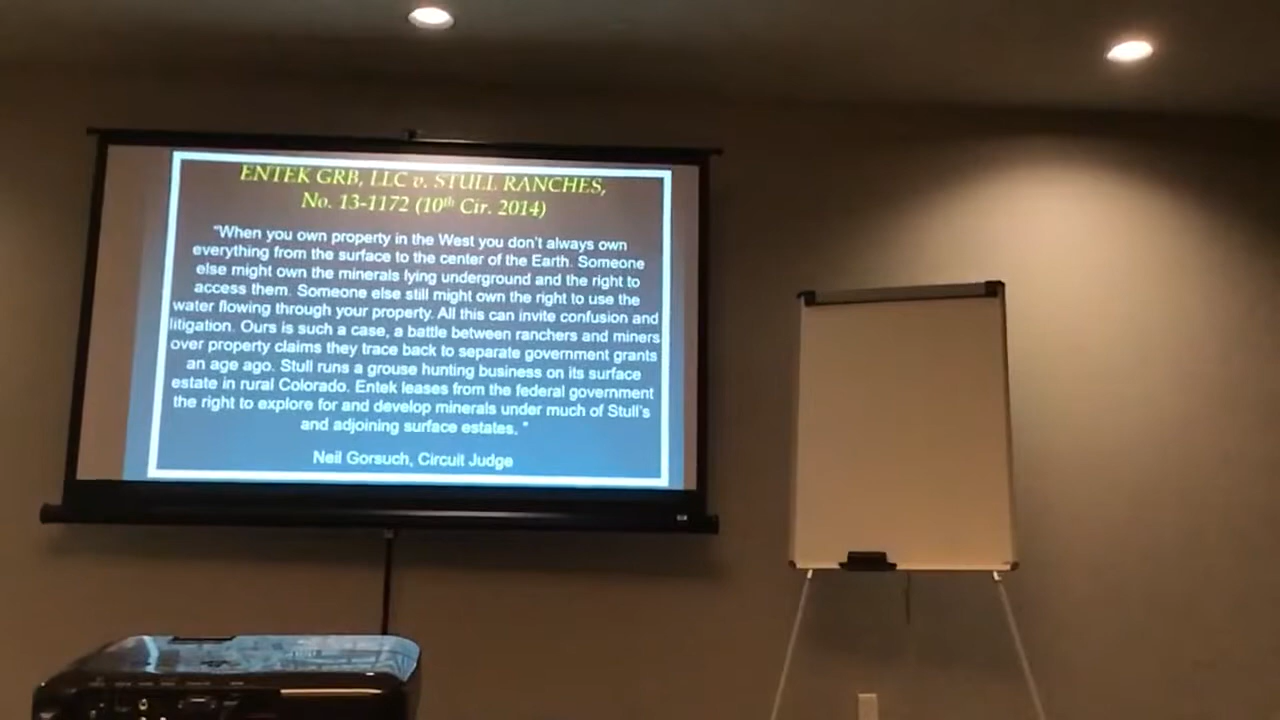 ENTEK GRB, LLC v. STULL RANCHES,
No. 13-1172 (10th Cir. 2014)
"When you own property in the West you don't always own
everything from the surface to the center of the Earth. Someone
else might own the minerals lying underground and the right to
access them. Someone else still might own the right to use the
water flowing through your property. All this can invite confusion and
litigation. Ours is such a case, a battle between ranchers and miners
over property claims they trace back to separate government grants
an age ago. Stull runs a grouse hunting business on its surface
estate in rural Colorado. Entek leases from the federal government
the right to explore for and develop minerals under much of Stull's
and adjoining surface estates. "
Neil Gorsuch, Circuit Judge